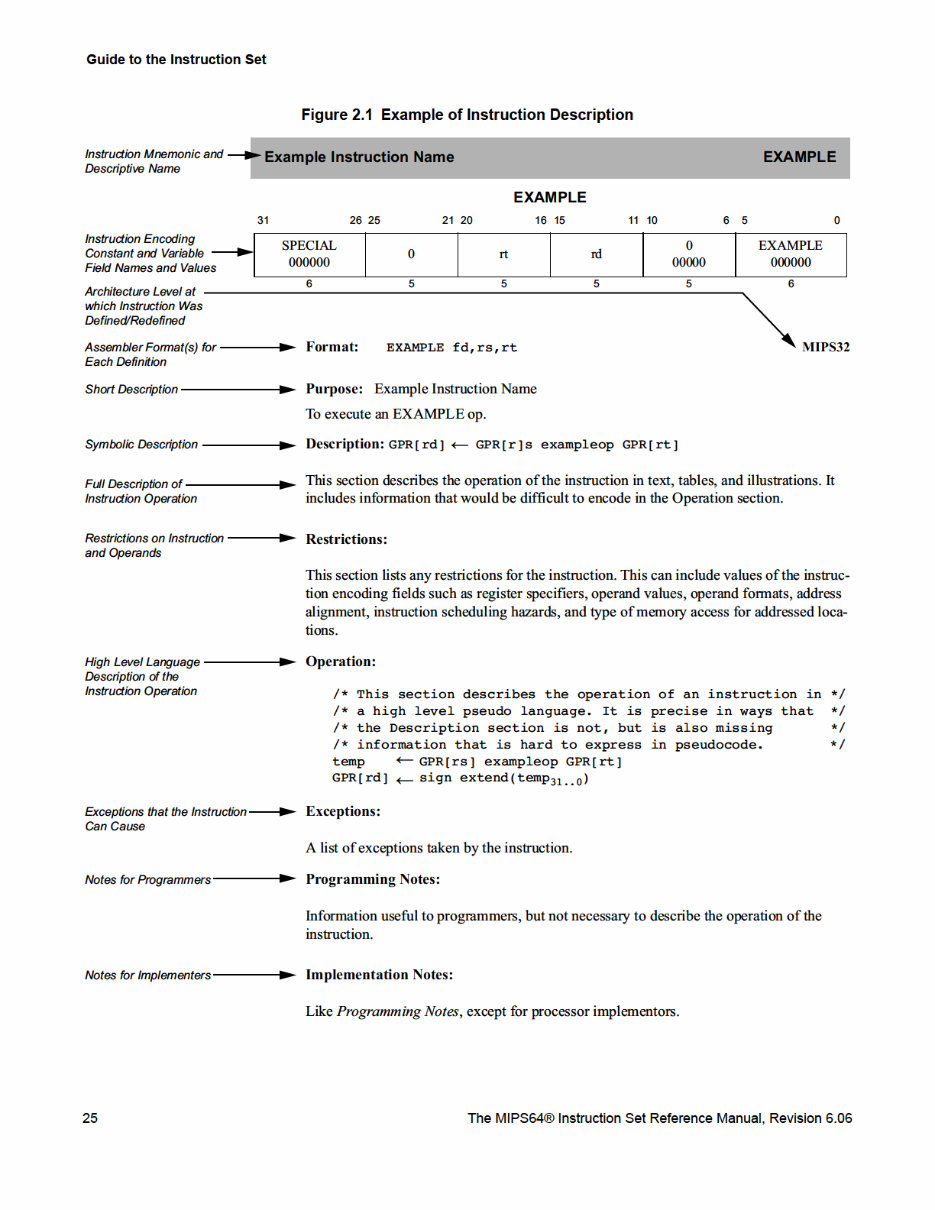 Guide to the Instruction Set
Figure 2.1 Example of Instruction Description
Instruction Mnemonic and
Descriptive Name
Example Instruction Name EXAMPLE
EXAMPLE
31 26 25 21 20 16 15 11 10 6 5 0
Instruction Encoding
Constant and Variable
Field Names and Values
SPECIAL 0 rt rd 0 EXAMPLE
000000 00000 000000
6 5 5 5 5 6
Architecture Level at
which Instruction Was
Defined/Redefined
Assembler Format(s) for
Each Definition
Format: EXAMPLE fd,rs,rt MIPS32
Short Description
Purpose: Example Instruction Name
To execute an EXAMPLE op.
Symbolic Description
Description: GPR[rd] ← GPR[r]s exampleop GPR[rt]
Full Description of
Instruction Operation
This section describes the operation of the instruction in text, tables, and illustrations. It
includes information that would be difficult to encode in the Operation section.
Restrictions on Instruction
and Operands
Restrictions:
This section lists any restrictions for the instruction. This can include values of the instruc-
tion encoding fields such as register specifiers, operand values, operand formats, address
alignment, instruction scheduling hazards, and type of memory access for addressed loca-
tions.
High Level Language
Description of the
Instruction Operation
Operation:
/* This section describes the operation of an instruction in */
/* a high level pseudo language. It is precise in ways that */
/* the Description section is not, but is also missing */
/* information that is hard to express in pseudocode. */
temp ← GPR[rs] exampleop GPR[rt]
GPR[rd] ← sign extend(temp31..0)
Exceptions that the Instruction
Can Cause
Exceptions:
A list of exceptions taken by the instruction.
Notes for Programmers
Programming Notes:
Information useful to programmers, but not necessary to describe the operation of the
instruction.
Notes for Implementers
Implementation Notes:
Like Programming Notes, except for processor implementors.
25 The MIPS64® Instruction Set Reference Manual, Revision 6.06